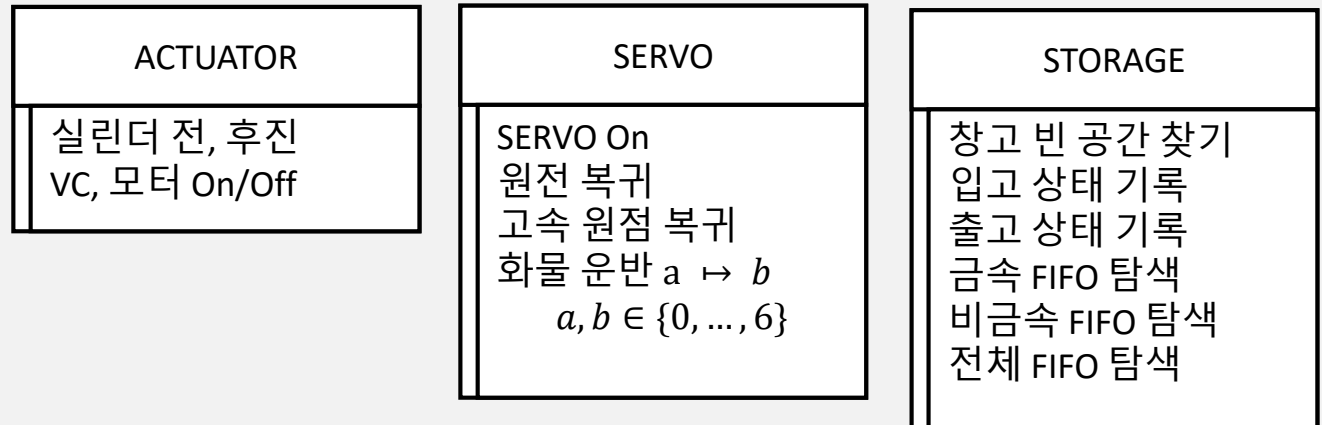 ACTUATOR
실린더 전, 후진
VC, 모터 On/Off
SERVO
SERVO On
원전 복귀
고속 원점 복귀
화물 운반 a ↦ b
a, b ∈ {0, … , 6}
STORAGE
창고 빈 공간 찾기
입고 상태 기록
출고 상태 기록
금속 FIFO 탐색
비금속 FIFO 탐색
전체 FIFO 탐색